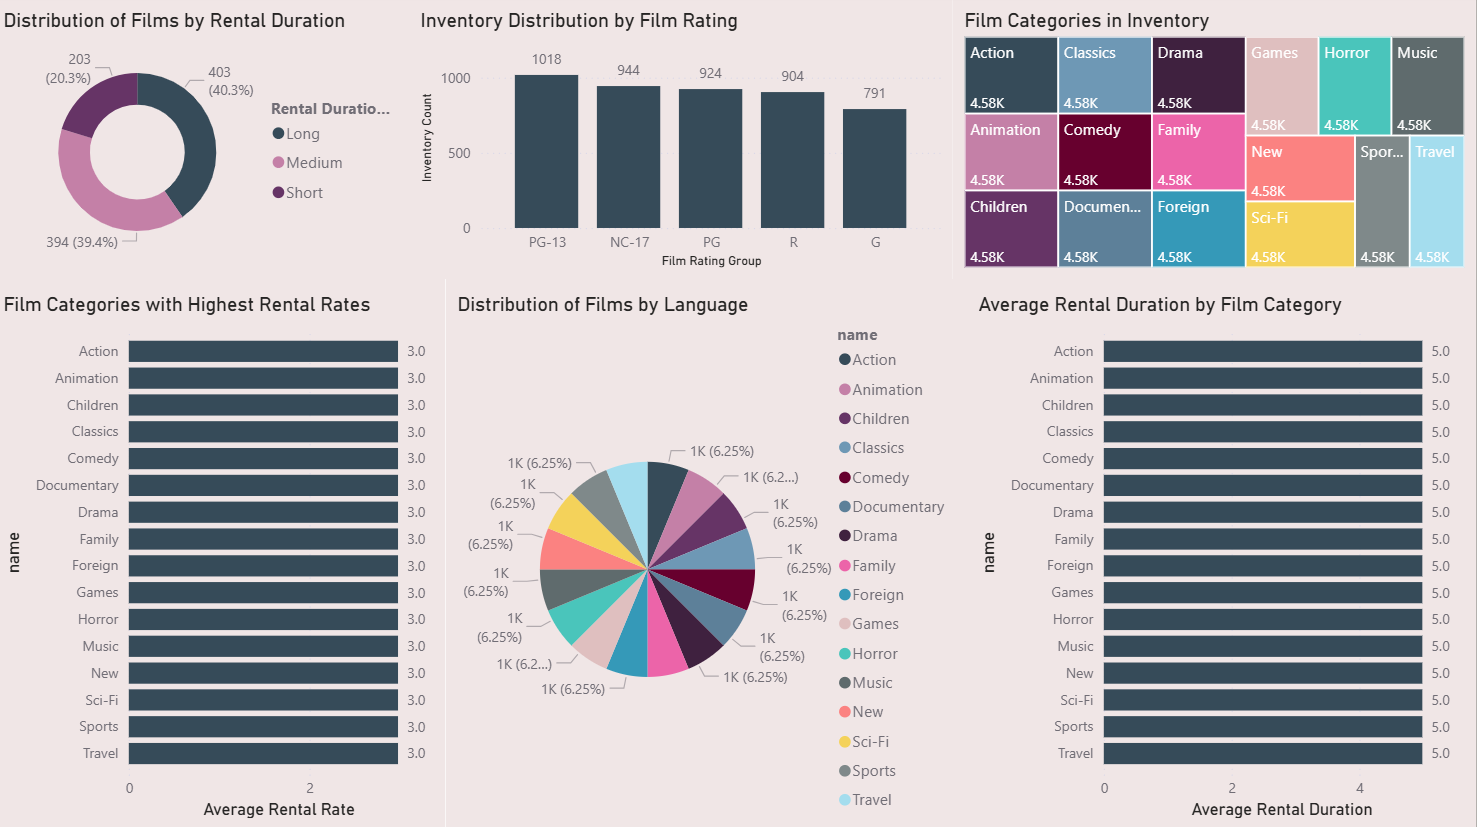 Distribution of Films by Rental Duration
203
(20.3%)
403
(40.3%)
394 (39.4%)
Rental Duratio...
Long
Medium
Short
Inventory Distribution by Film Rating
Inventory Count
1000
500
0
1018
944
924
904
791
PG-13
NC-17
PG
R
G
Film Rating Group
Film Categories in Inventory
Action
4.58K
Classics
4.58K
Drama
4.58K
Games
4.58K
Horror
4.58K
Music
4.58K
Animation
4.58K
Comedy
4.58K
Family
4.58K
New
4.58K
Spor...
4.58K
Travel
4.58K
Children
4.58K
Documen...
4.58K
Foreign
4.58K
Sci-Fi
4.58K
Film Categories with Highest Rental Rates
name
Action 3.0
Animation 3.0
Children 3.0
Classics 3.0
Comedy 3.0
Documentary 3.0
Drama 3.0
Family 3.0
Foreign 3.0
Games 3.0
Horror 3.0
Music 3.0
New 3.0
Sci-Fi 3.0
Sports 3.0
Travel 3.0
0 2
Average Rental Rate
Distribution of Films by Language
1K (6.25%)
1K (6.2...)
1K
(6.25%)
1K
(6.25%)
1K
(6.25%)
1K
(6.25%)
1K (6.25%)
1K (6.25%)
1K (6.2...)
1K
(6.25%)
1K
(6.25%)
1K
(6.25%)
1K
(6.25%)
1K (6.25%)
name
Action
Animation
Children
Classics
Comedy
Documentary
Drama
Family
Foreign
Games
Horror
Music
New
Sci-Fi
Sports
Travel
Average Rental Duration by Film Category
name
Action 5.0
Animation 5.0
Children 5.0
Classics 5.0
Comedy 5.0
Documentary 5.0
Drama 5.0
Family 5.0
Foreign 5.0
Games 5.0
Horror 5.0
Music 5.0
New 5.0
Sci-Fi 5.0
Sports 5.0
Travel 5.0
0 2 4
Average Rental Duration